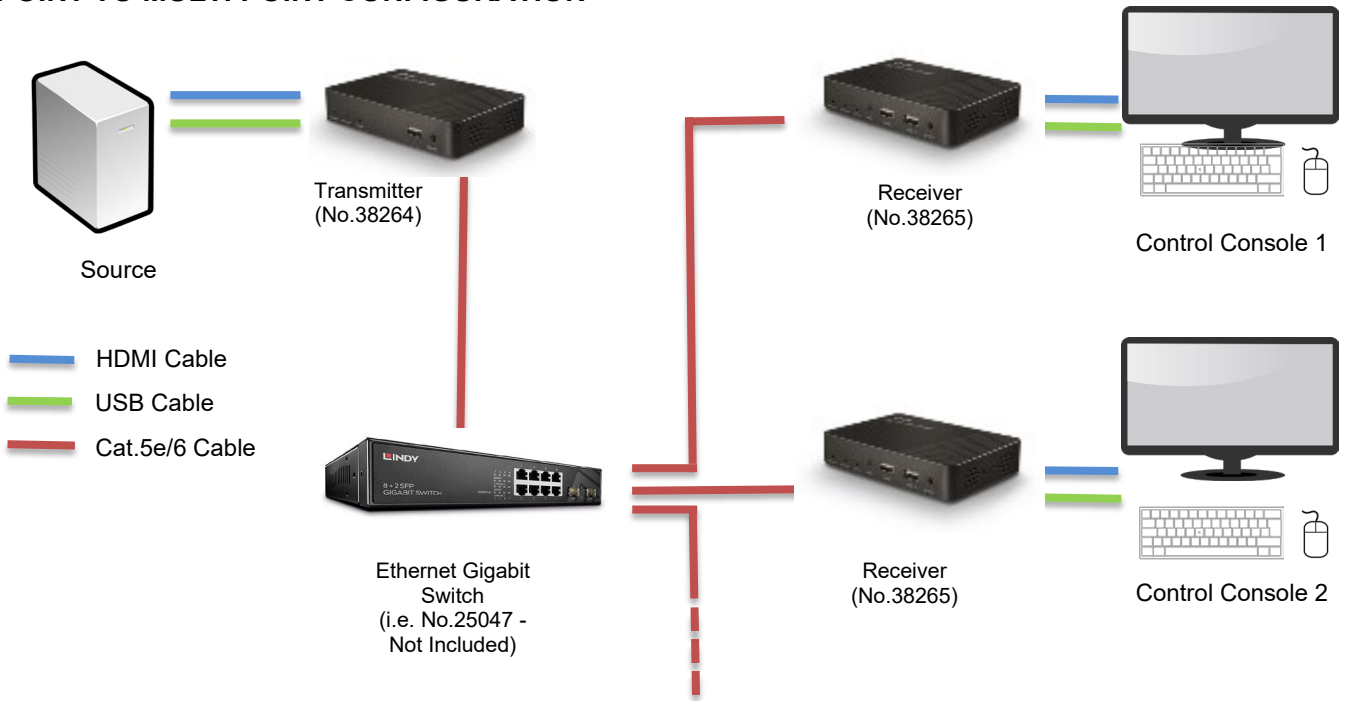 Source
Transmitter
(No.38264)
Receiver
(No.38265)
Control Console 1
HDMI Cable
USB Cable
Cat.5e/6 Cable
LINDY
8 + 2 SFP
GIGABIT SWITCH
Ethernet Gigabit
Switch
(i.e. No.25047 -
Not Included)
Receiver
(No.38265)
Control Console 2